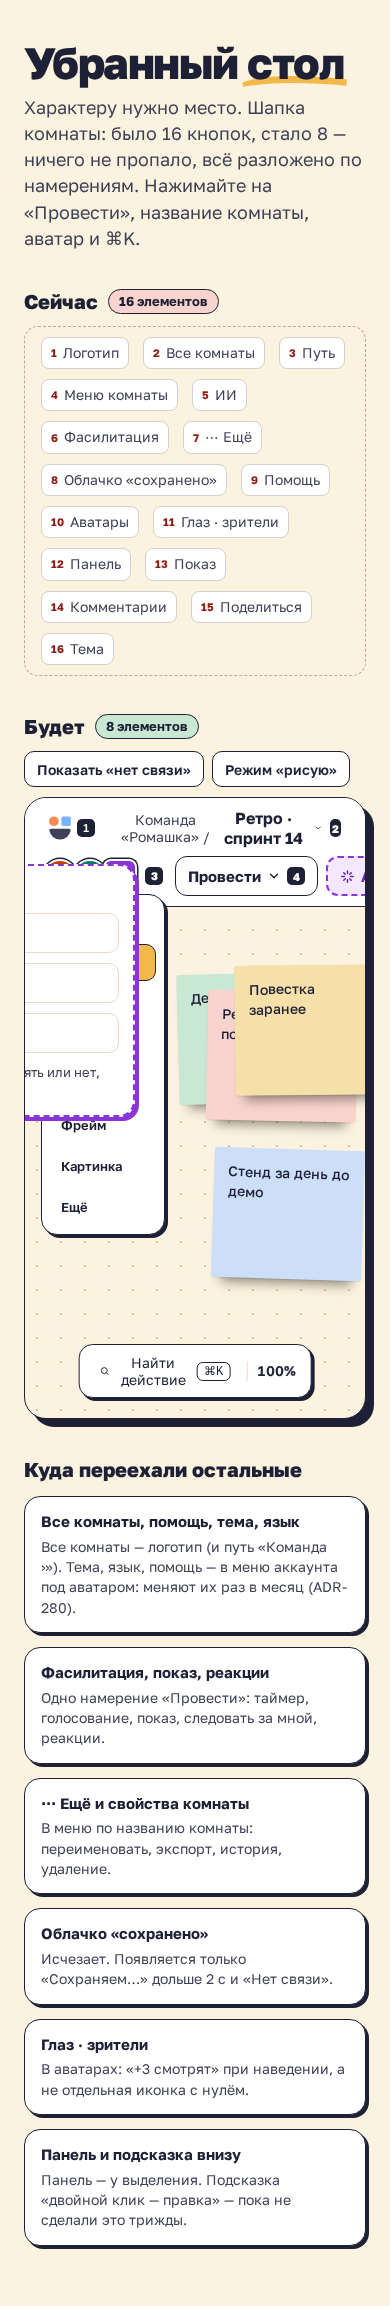 Убранный стол
Характеру нужно место. Шапка
комнаты: было 16 кнопок, стало 8 —
ничего не пропало, всё разложено по
намерениям. Нажимайте на
«Провести», название комнаты,
аватар и ⌘K.
Сейчас 16 элементов
1 Логотип 2 Все комнаты 3 Путь
4 Меню комнаты 5 ИИ
6 Фасилитация 7 ··· Ещё
8 Облачко «сохранено» 9 Помощь
10 Аватары 11 Глаз · зрители
12 Панель 13 Показ
14 Комментарии 15 Поделиться
16 Тема
Будет 8 элементов
Показать «нет связи» Режим «рисую»
1 Команда «Ромашка» / Ретро · спринт 14 2
3 Провести 4
Повестка
заранее
ять или нет,
Фрейм
Картинка
Ещё
Стенд за день до
демо
Найти
действие ⌘K 100%
Куда переехали остальные
Все комнаты, помощь, тема, язык
Все комнаты — логотип (и путь «Команда
›»). Тема, язык, помощь — в меню аккаунта
под аватаром: меняют их раз в месяц (ADR-
280).
Фасилитация, показ, реакции
Одно намерение «Провести»: таймер,
голосование, показ, следовать за мной,
реакции.
··· Ещё и свойства комнаты
В меню по названию комнаты:
переименовать, экспорт, история,
удаление.
Облачко «сохранено»
Исчезает. Появляется только
«Сохраняем…» дольше 2 с и «Нет связи».
Глаз · зрители
В аватарах: «+3 смотрят» при наведении, а
не отдельная иконка с нулём.
Панель и подсказка внизу
Панель — у выделения. Подсказка
«двойной клик — правка» — пока не
сделали это трижды.